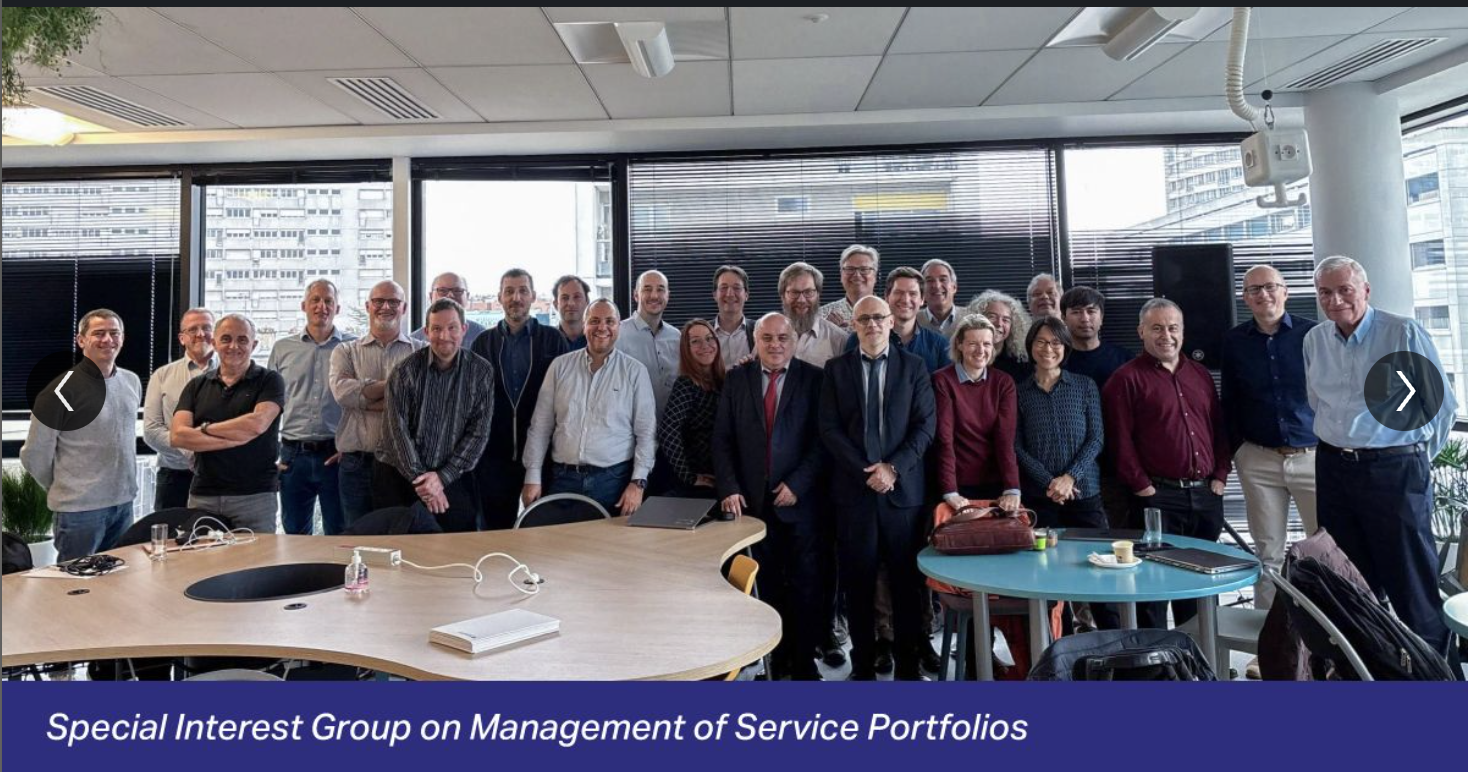 Special Interest Group on Management of Service Portfolios